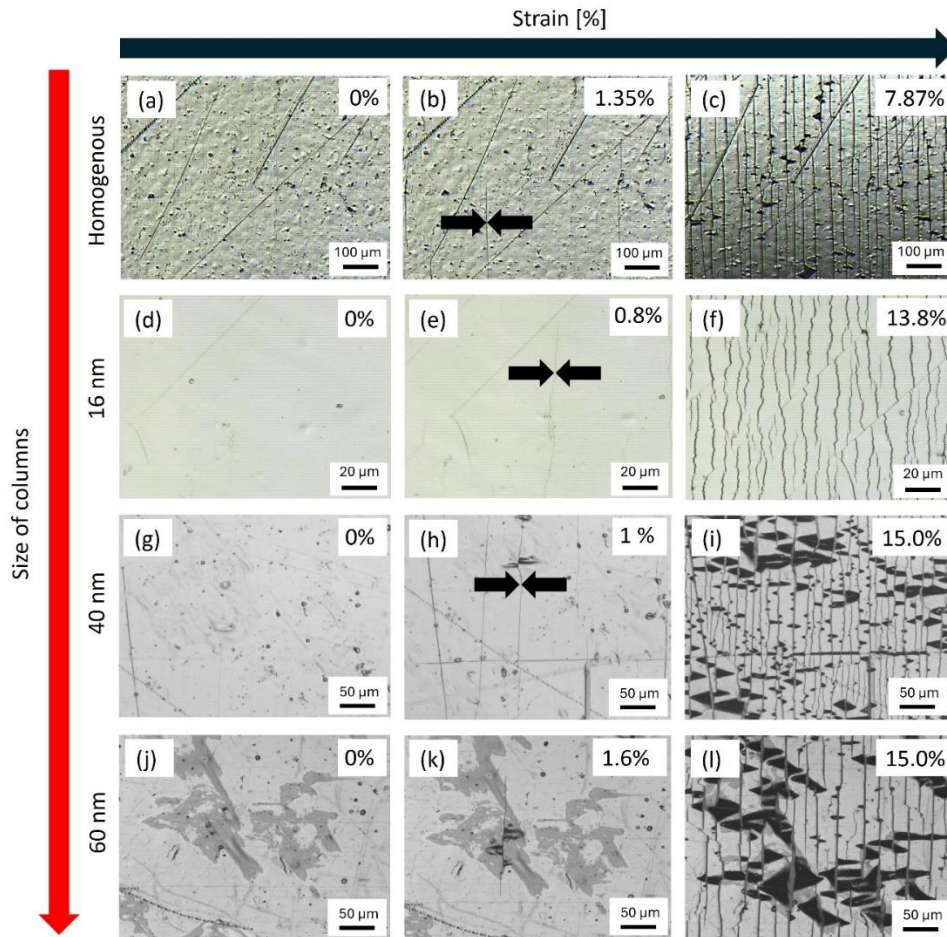 Strain [%]
Size of columns
Homogenous
(a)
0%
100 µm
(b)
1.35%
100 µm
(c)
7.87%
100 µm
16 nm
(d)
0%
20 µm
(e)
0.8%
20 µm
(f)
13.8%
20 µm
40 nm
(g)
0%
50 µm
(h)
1 %
50 µm
(i)
15.0%
50 µm
60 nm
(j)
0%
50 µm
(k)
1.6%
50 µm
(l)
15.0%
50 µm